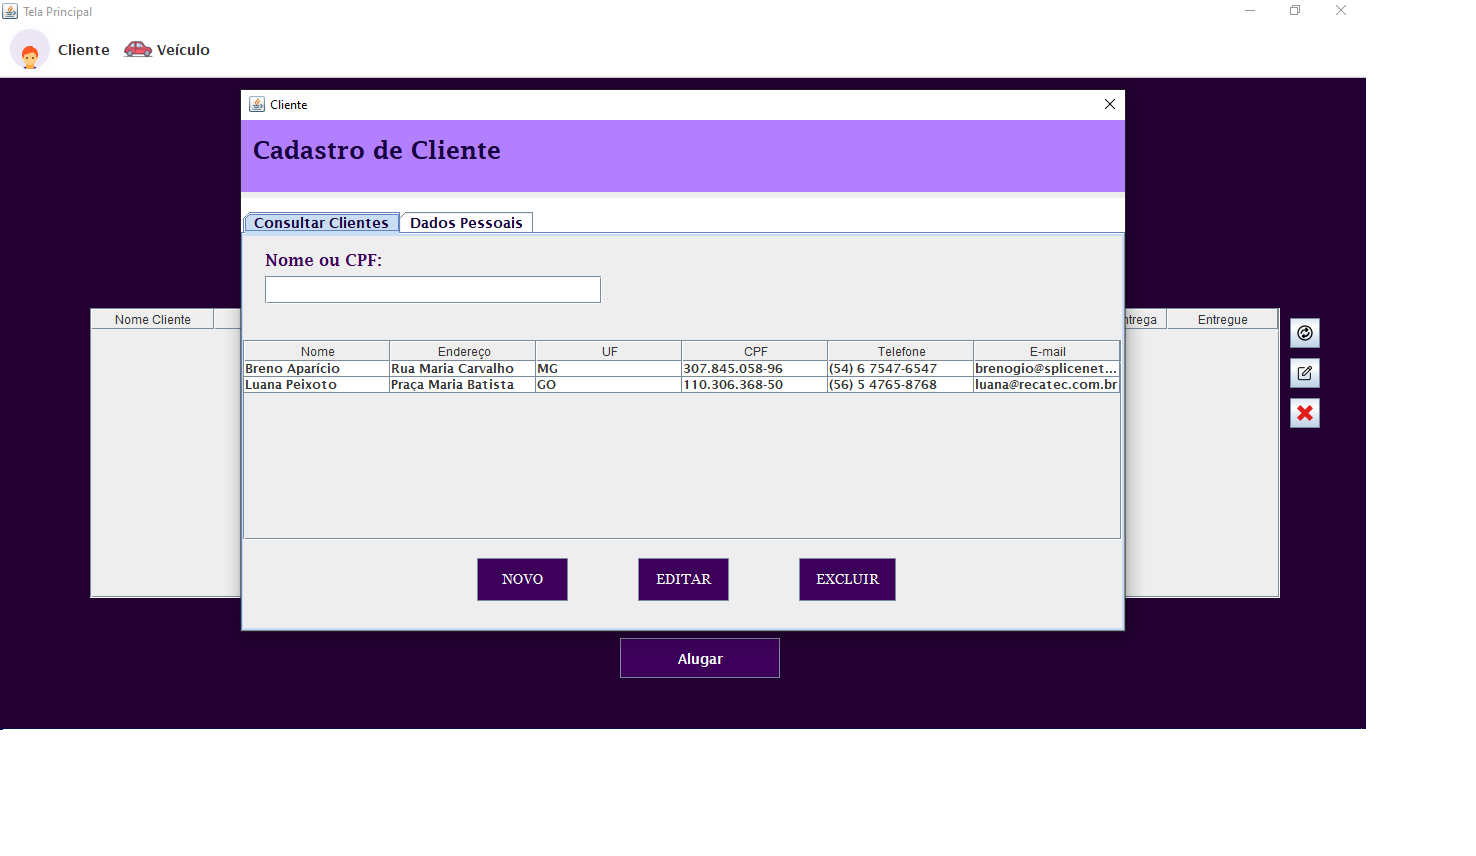 Tela Principal
Cliente Veículo
Cliente
Cadastro de Cliente
Consultar Clientes Dados Pessoais
Nome ou CPF:
Nome Cliente ntrega Entregue
Nome Endereço UF CPF Telefone E-mail
Breno Aparício Rua Maria Carvalho MG 307.845.058-96 (54) 6 7547-6547 brenogio@splicenet...
Luana Peixoto Praça Maria Batista GO 110.306.368-50 (56) 5 4765-8768 luana@recatec.com.br
NOVO EDITAR EXCLUIR
Alugar